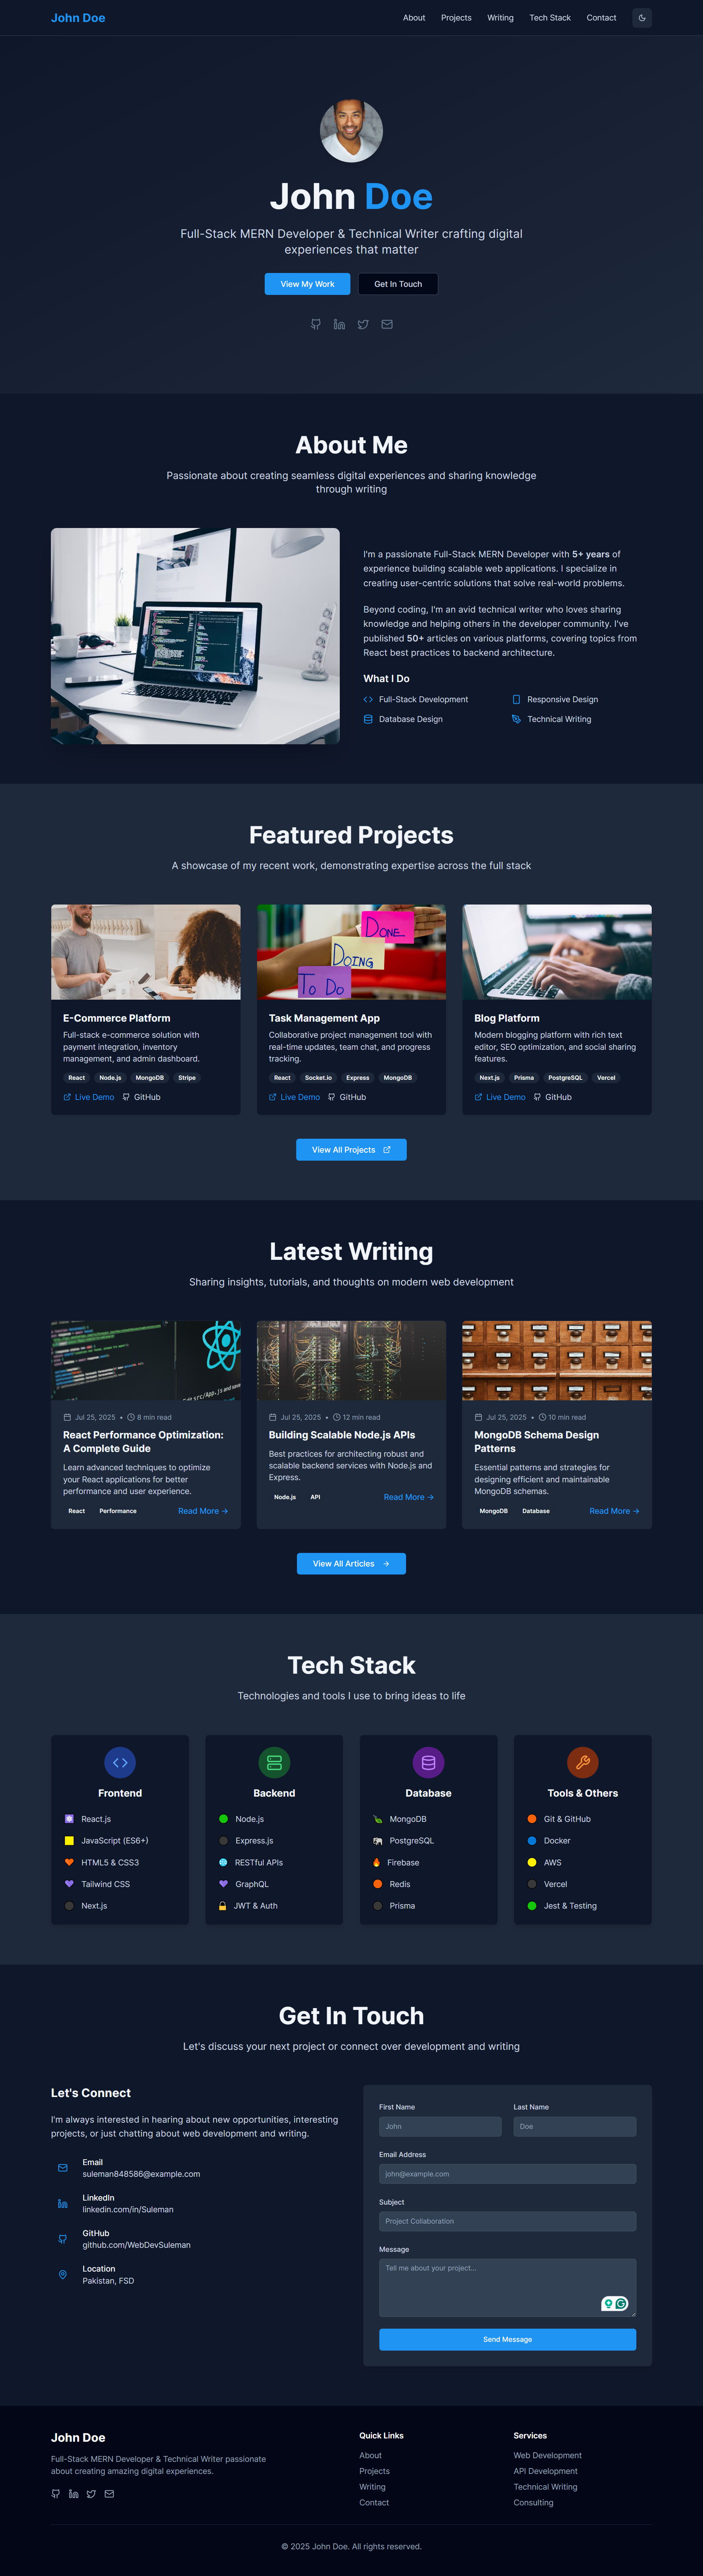 John Doe
About Projects Writing Tech Stack Contact
John Doe
Full-Stack MERN Developer & Technical Writer crafting digital
experiences that matter
View My Work Get In Touch
About Me
Passionate about creating seamless digital experiences and sharing knowledge
through writing
I'm a passionate Full-Stack MERN Developer with 5+ years of
experience building scalable web applications. I specialize in
creating user-centric solutions that solve real-world problems.
Beyond coding, I'm an avid technical writer who loves sharing
knowledge and helping others in the developer community. I've
published 50+ articles on various platforms, covering topics from
React best practices to backend architecture.
What I Do
Full-Stack Development Responsive Design
Database Design Technical Writing
Featured Projects
A showcase of my recent work, demonstrating expertise across the full stack
DONE
DOING
TO DO
E-Commerce Platform
Full-stack e-commerce solution with
payment integration, inventory
management, and admin dashboard.
React Node.js MongoDB Stripe
Live Demo GitHub
Task Management App
Collaborative project management tool with
real-time updates, team chat, and progress
tracking.
React Socket.io Express MongoDB
Live Demo GitHub
Blog Platform
Modern blogging platform with rich text
editor, SEO optimization, and social sharing
features.
Next.js Prisma PostgreSQL Vercel
Live Demo GitHub
View All Projects
Latest Writing
Sharing insights, tutorials, and thoughts on modern web development
Jul 25, 2025 • 8 min read
React Performance Optimization:
A Complete Guide
Learn advanced techniques to optimize
your React applications for better
performance and user experience.
React Performance Read More →
Jul 25, 2025 • 12 min read
Building Scalable Node.js APIs
Best practices for architecting robust and
scalable backend services with Node.js and
Express.
Node.js API Read More →
Jul 25, 2025 • 10 min read
MongoDB Schema Design
Patterns
Essential patterns and strategies for
designing efficient and maintainable
MongoDB schemas.
MongoDB Database Read More →
View All Articles →
Tech Stack
Technologies and tools I use to bring ideas to life
Frontend
React.js
JavaScript (ES6+)
HTML5 & CSS3
Tailwind CSS
Next.js
Backend
Node.js
Express.js
RESTful APIs
GraphQL
JWT & Auth
Database
MongoDB
PostgreSQL
Firebase
Redis
Prisma
Tools & Others
Git & GitHub
Docker
AWS
Vercel
Jest & Testing
Get In Touch
Let's discuss your next project or connect over development and writing
Let's Connect
I'm always interested in hearing about new opportunities, interesting
projects, or just chatting about web development and writing.
Email
suleman848586@example.com
LinkedIn
linkedin.com/in/Suleman
GitHub
github.com/WebDevSuleman
Location
Pakistan, FSD
First Name Last Name
John Doe
Email Address
john@example.com
Subject
Project Collaboration
Message
Tell me about your project...
Send Message
John Doe
Full-Stack MERN Developer & Technical Writer passionate
about creating amazing digital experiences.
Quick Links
About
Projects
Writing
Contact
Services
Web Development
API Development
Technical Writing
Consulting
© 2025 John Doe. All rights reserved.